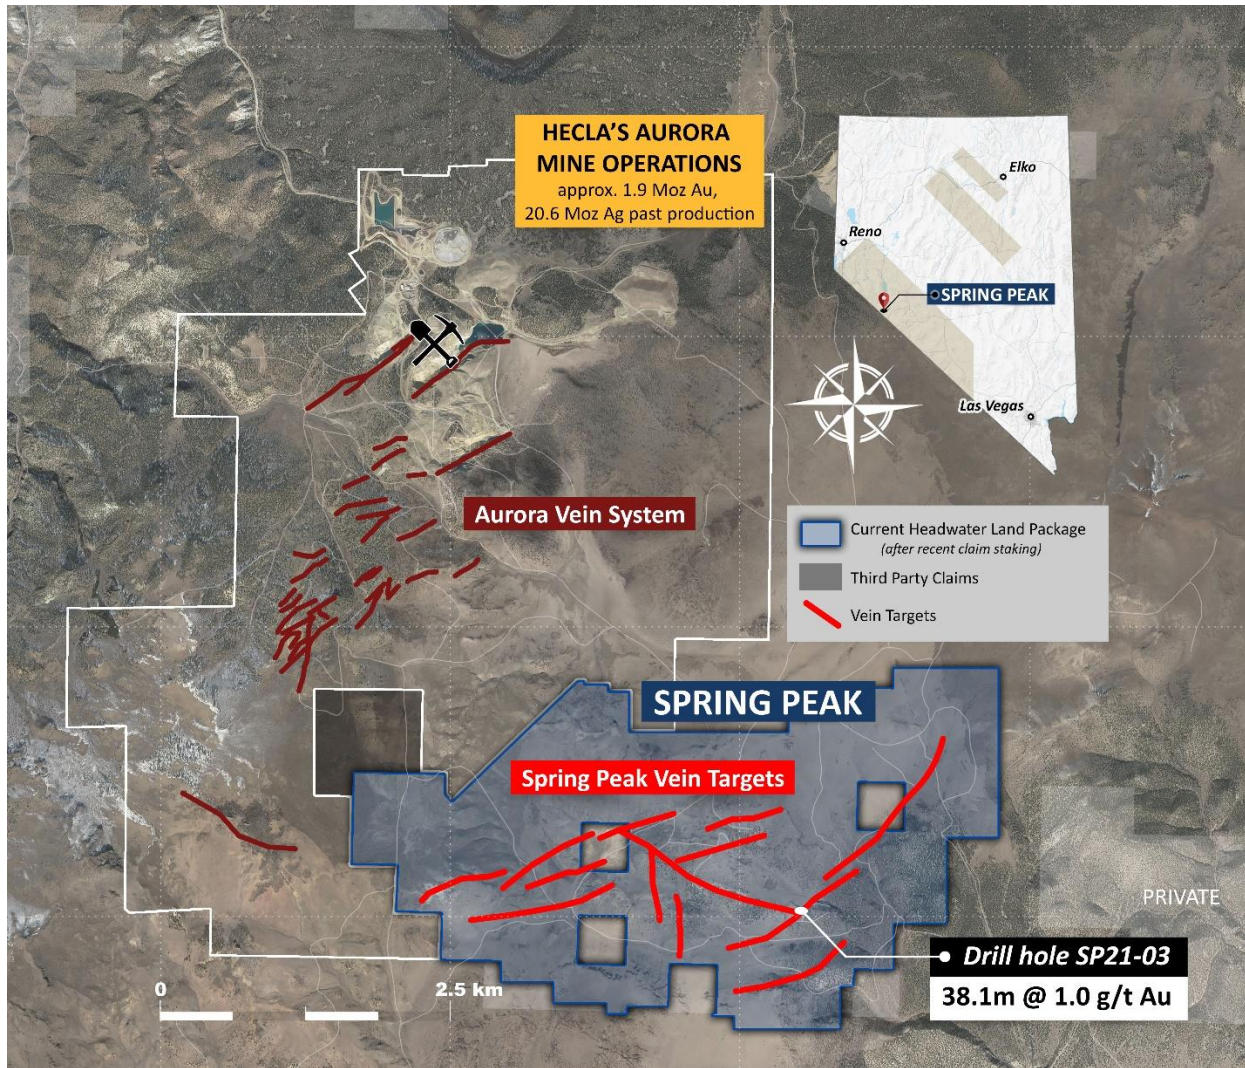 HECLA'S AURORA
MINE OPERATIONS
approx. 1.9 Moz Au,
20.6 Moz Ag past production
Elko
Reno
SPRING PEAK
Las Vegas
Aurora Vein System
Current Headwater Land Package
(after recent claim staking)
Third Party Claims
Vein Targets
SPRING PEAK
Spring Peak Vein Targets
PRIVATE
Drill hole SP21-03
38.1m @ 1.0 g/t Au
0
2.5 km